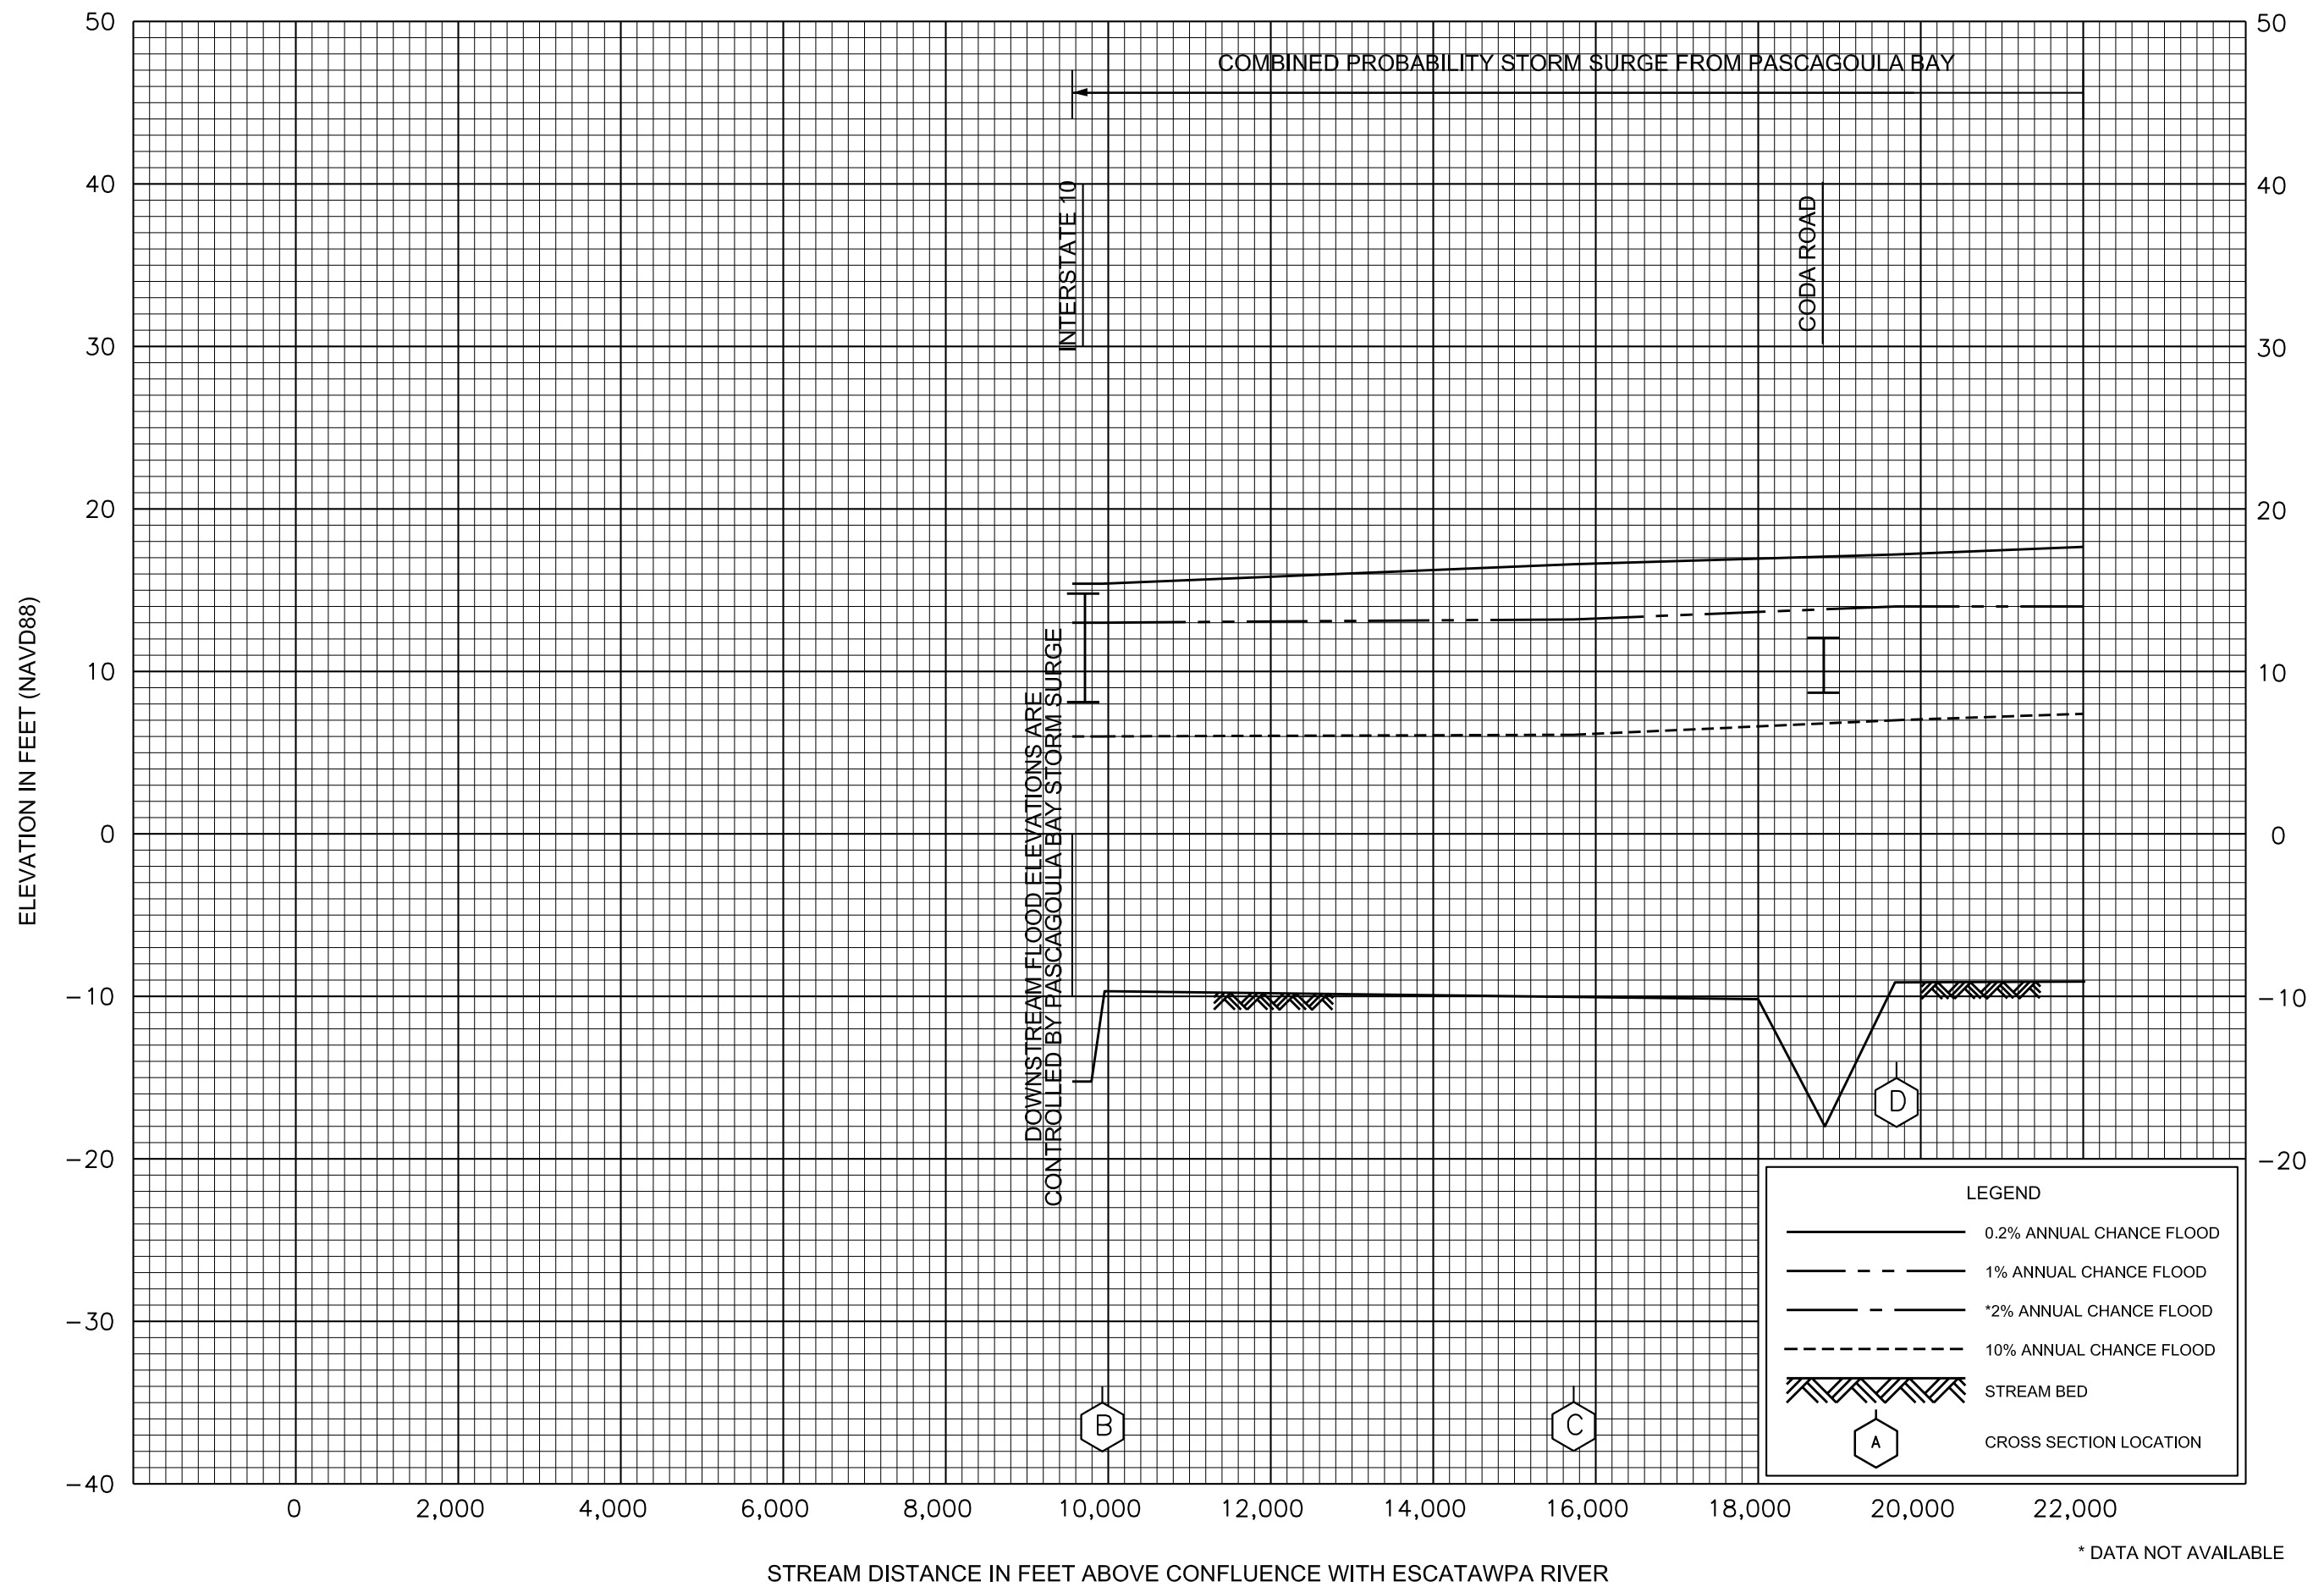 50
40
30
20
10
0
−10
−20
−30
−40
ELEVATION IN FEET (NAVD88)
COMBINED PROBABILITY STORM SURGE FROM PASCAGOULA BAY
INTERSTATE 10
CODA ROAD
DOWNSTREAM FLOOD ELEVATIONS ARE
CONTROLLED BY PASCAGOULA BAY STORM SURGE
B
C
D
50
40
30
20
10
0
−10
−20
LEGEND
0.2% ANNUAL CHANCE FLOOD
1% ANNUAL CHANCE FLOOD
*2% ANNUAL CHANCE FLOOD
10% ANNUAL CHANCE FLOOD
STREAM BED
A
CROSS SECTION LOCATION
0 2,000 4,000 6,000 8,000 10,000 12,000 14,000 16,000 18,000 20,000 22,000
* DATA NOT AVAILABLE
STREAM DISTANCE IN FEET ABOVE CONFLUENCE WITH ESCATAWPA RIVER